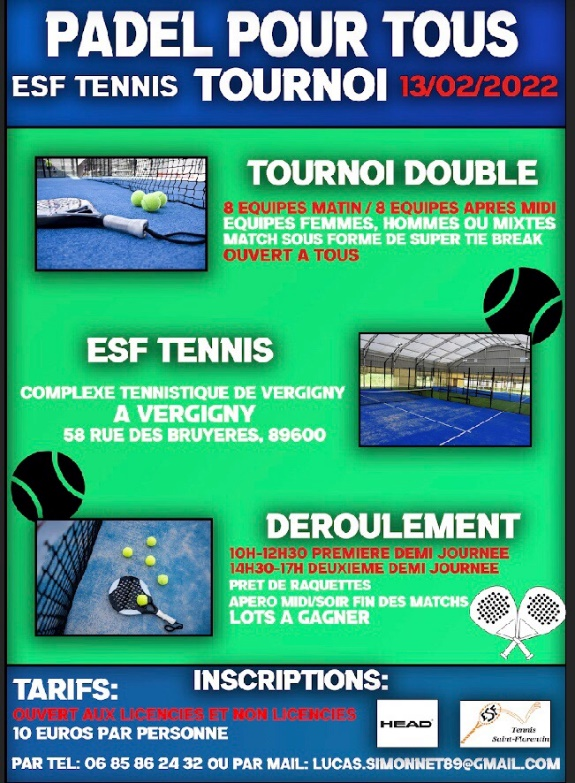 PADEL POUR TOUS
ESF TENNIS TOURNOI 13/02/2022
TOURNOI DOUBLE
8 EQUIPES MATIN / 8 EQUIPES APRES MIDI
EQUIPES FEMMES, HOMMES OU MIXTES
MATCH SOUS FORME DE SUPER TIE BREAK
OUVERT A TOUS
ESF TENNIS
COMPLEXE TENNISTIQUE DE VERGIGNY
A VERGIGNY
58 RUE DES BRUYERES, 89600
DEROULEMENT
10H-12H30 PREMIERE DEMI JOURNEE
14H30-17H DEUXIEME DEMI JOURNEE
PRET DE RAQUETTES
APERO MIDI/SOIR FIN DES MATCHS
LOTS A GAGNER
INSCRIPTIONS:
TARIFS:
OUVERT AUX LICENCIES ET NON LICENCIES
10 EUROS PAR PERSONNE
HEAD
Tennis
Saint-Florentin
PAR TEL: 06 85 86 24 32 OU PAR MAIL: LUCAS.SIMONNET89@GMAIL.COM